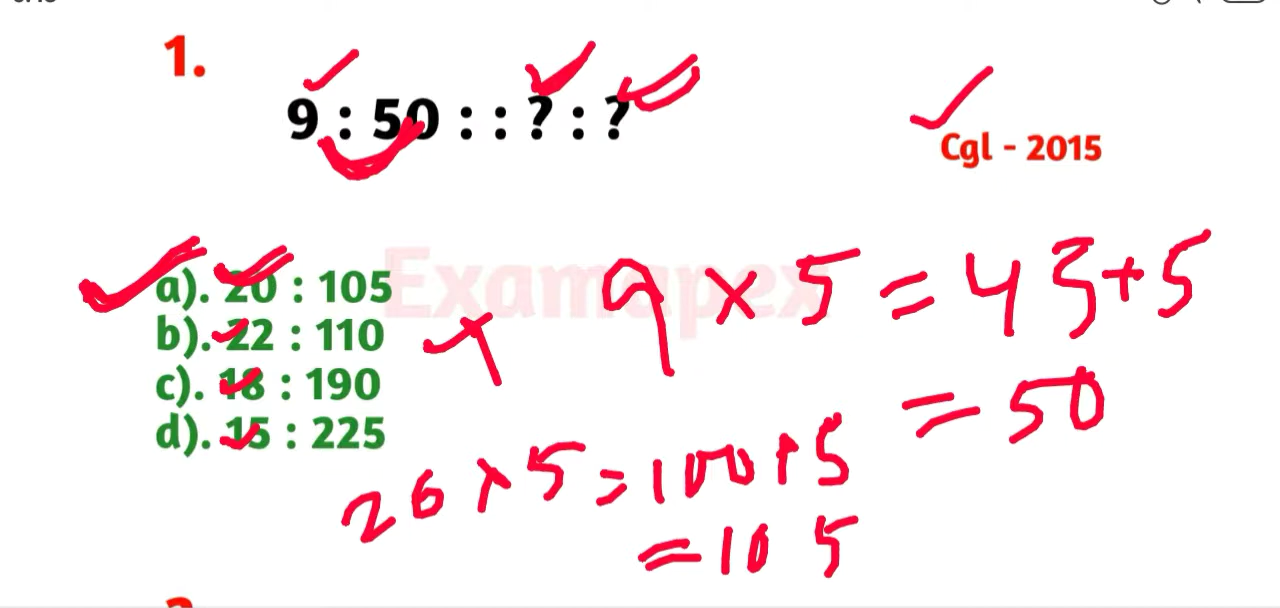 1.
9 : 50 : : ? : ?
Cgl - 2015
Examapex
a). 20 : 105
b). 22 : 110
c). 18 : 190
d). 15 : 225
9 × 5 = 45 + 5
= 50
20 × 5 = 100 + 5
= 105